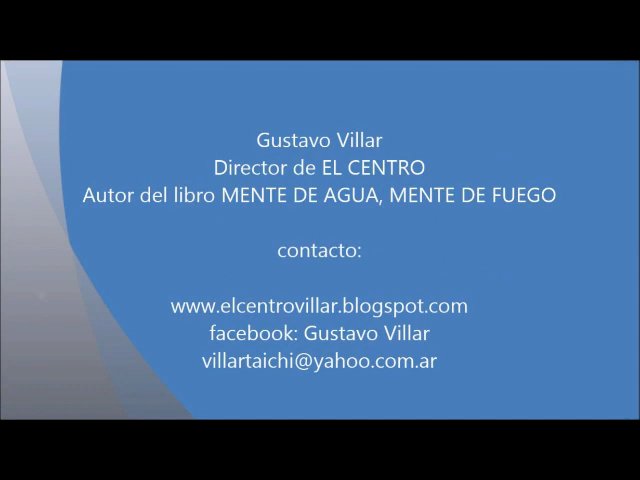 Gustavo Villar
Director de EL CENTRO
Autor del libro MENTE DE AGUA, MENTE DE FUEGO
contacto:
www.elcentrovillar.blogspot.com
facebook: Gustavo Villar
villartaichi@yahoo.com.ar